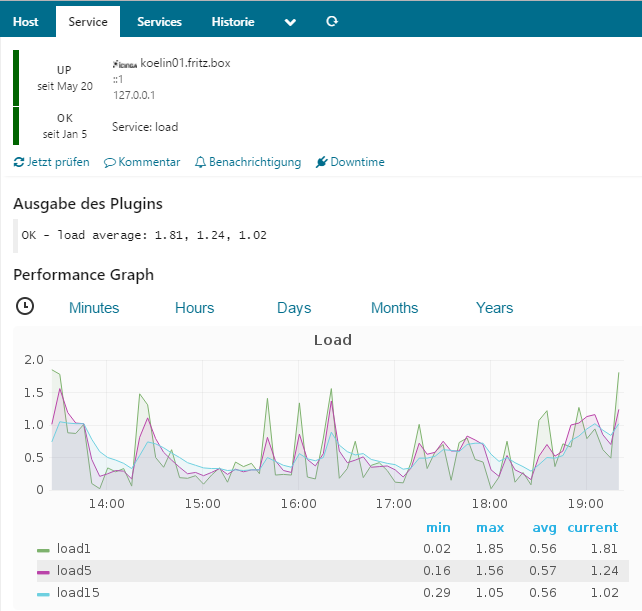 Host Service Services Historie
UP
seit May 20
koelin01.fritz.box
::1
127.0.0.1
OK
seit Jan 5
Service: load
Jetzt prüfen Kommentar Benachrichtigung Downtime
Ausgabe des Plugins
OK - load average: 1.81, 1.24, 1.02
Performance Graph
Minutes Hours Days Months Years
Load
2.0
1.5
1.0
0.5
0
14:00 15:00 16:00 17:00 18:00 19:00
min max avg current
load1 0.02 1.85 0.56 1.81
load5 0.16 1.56 0.57 1.24
load15 0.29 1.05 0.56 1.02